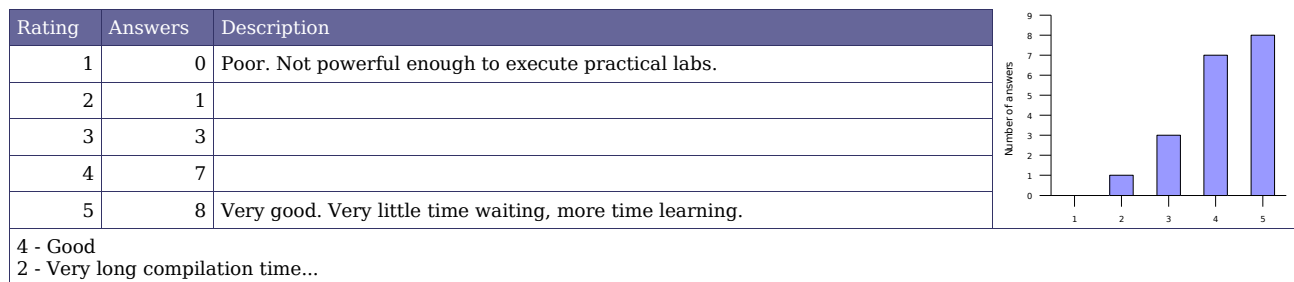 Rating Answers Description
1 0 Poor. Not powerful enough to execute practical labs.
2 1
3 3
4 7
5 8 Very good. Very little time waiting, more time learning.
4 - Good
2 - Very long compilation time...
Number of answers
9
8
7
6
5
4
3
2
1
0
1 2 3 4 5